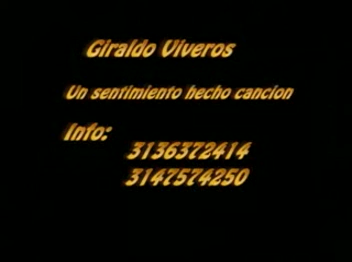 Giraldo Viveros
Un sentimiento hecho cancion
Info:
3136372414
3147574250